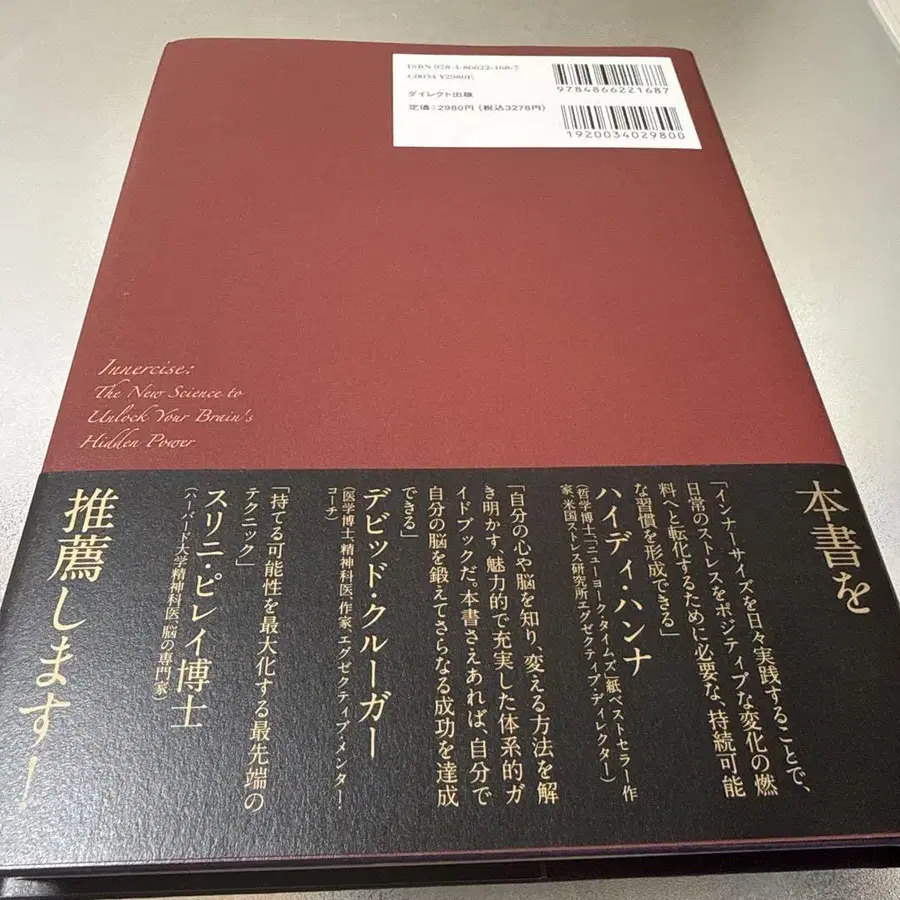 ISBN 978-4-86622-168-7
C0034 ¥2980E
ダイレクト出版
定価:2980円(税込3278円)
9784866221687
1920034029800
Innercise:
The New Science to
Unlock Your Brain's
Hidden Power
本書を
「インナーサイズを日々実践することで、
日常のストレスをポジティブな変化の燃
料へと転化するために必要な、持続可能
な習慣を形成できる」
ハイディ・ハンナ
(哲学博士、『ニューヨーク・タイムズ』紙ベストセラー作
家、米国ストレス研究所エグゼクティブ・ディレクター)
「自分の心や脳を知り、変える方法を解
き明かす、魅力的で充実した体系的ガ
イドブックだ。本書さえあれば、自分で
自分の脳を鍛えてさらなる成功を達成
できる」
デビッド・クルーガー
(医学博士、精神科医、作家、エグゼクティブ・メンター
コーチ)
「持てる可能性を最大化する最先端の
テクニック」
スリニ・ピレイ博士
(ハーバード大学精神科医、脳の専門家)
推薦します!